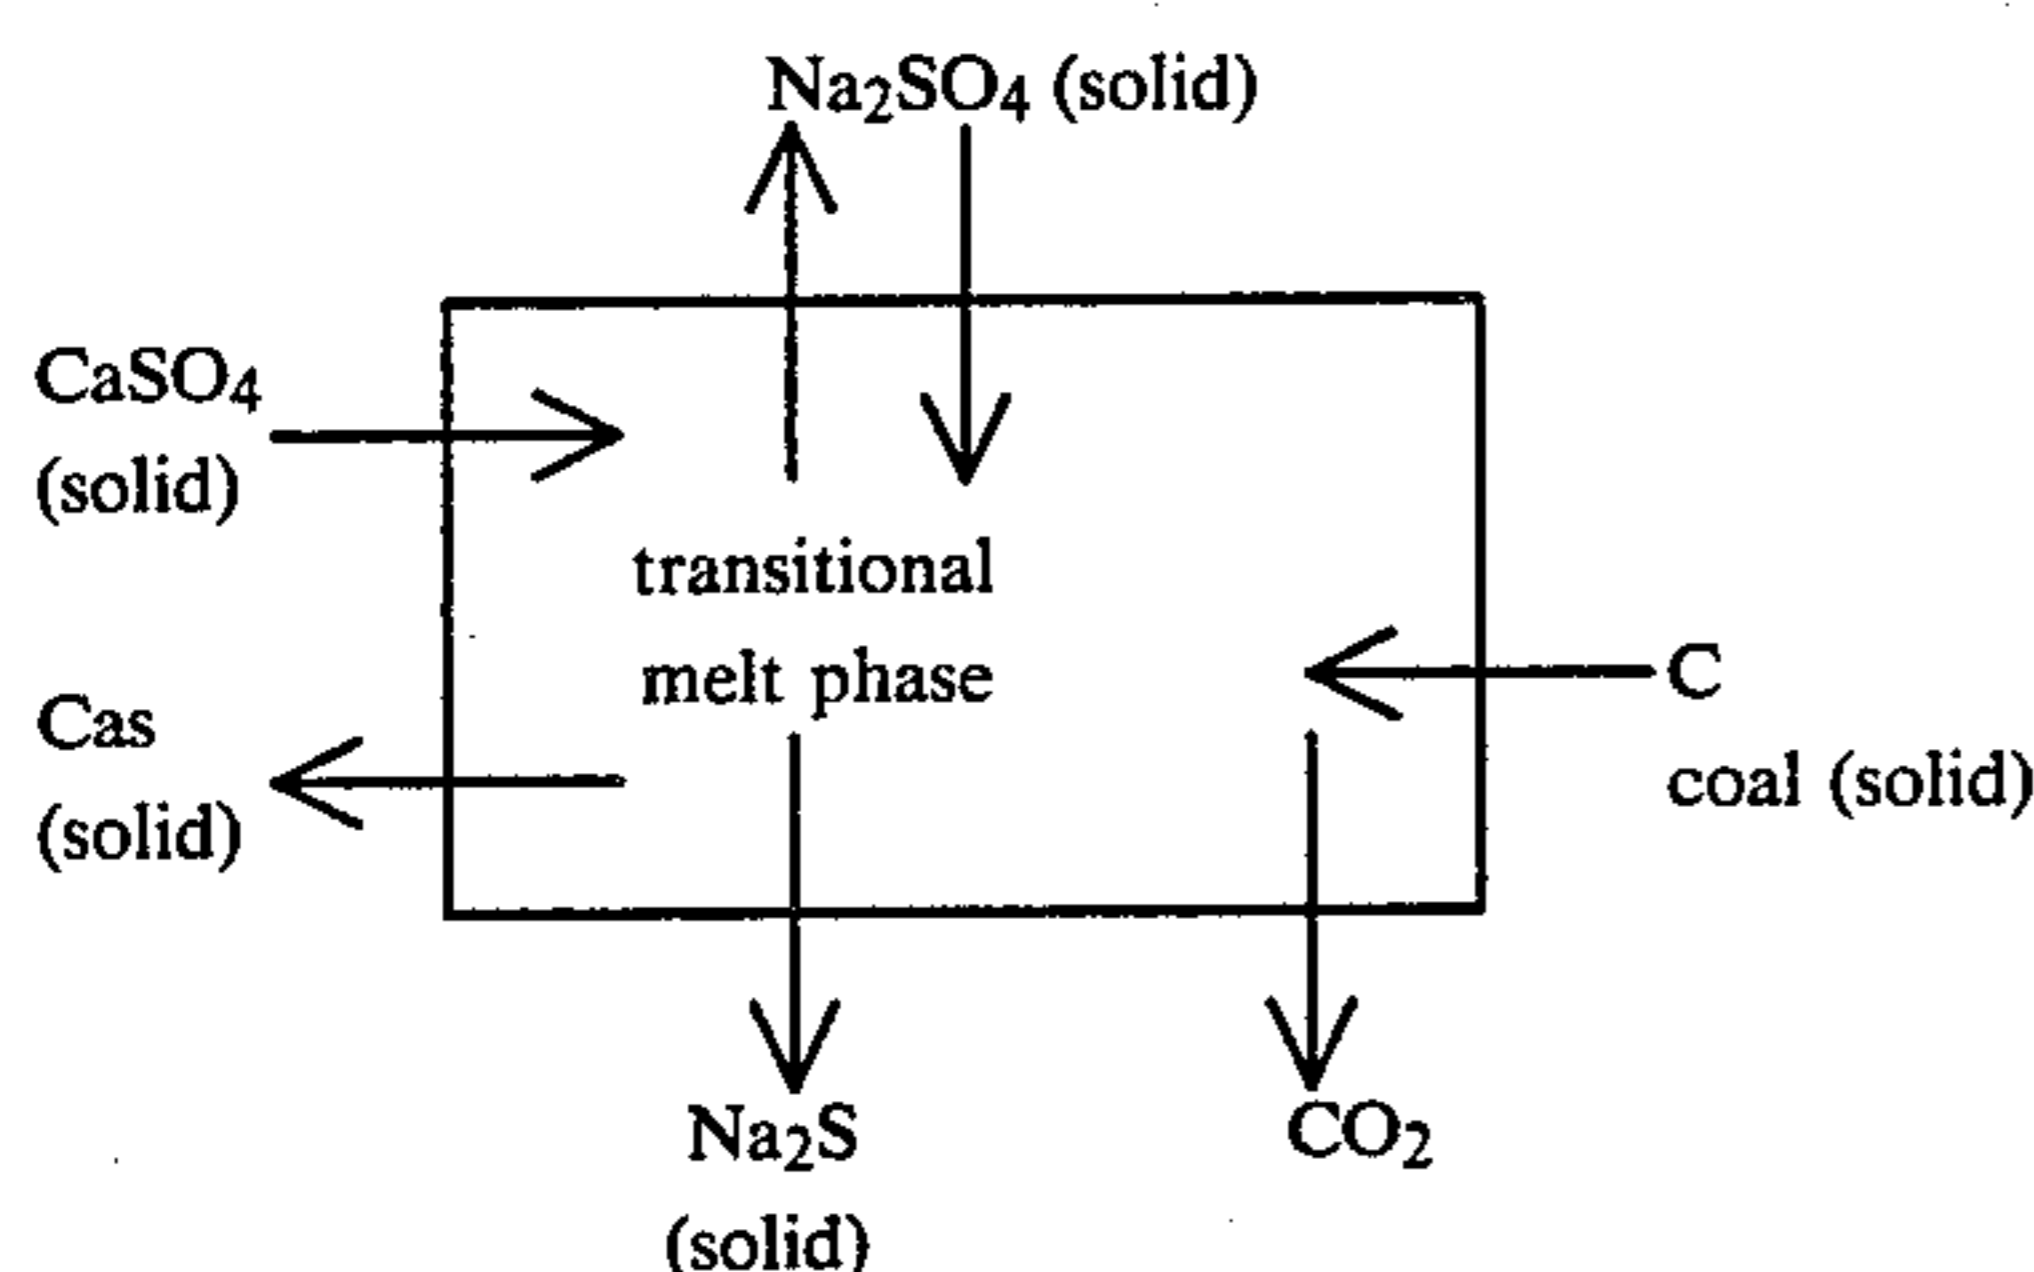 Na₂SO₄ (solid)
CaSO₄
(solid)
transitional
melt phase
Cas
(solid)
C
coal (solid)
Na₂S
(solid)
CO₂